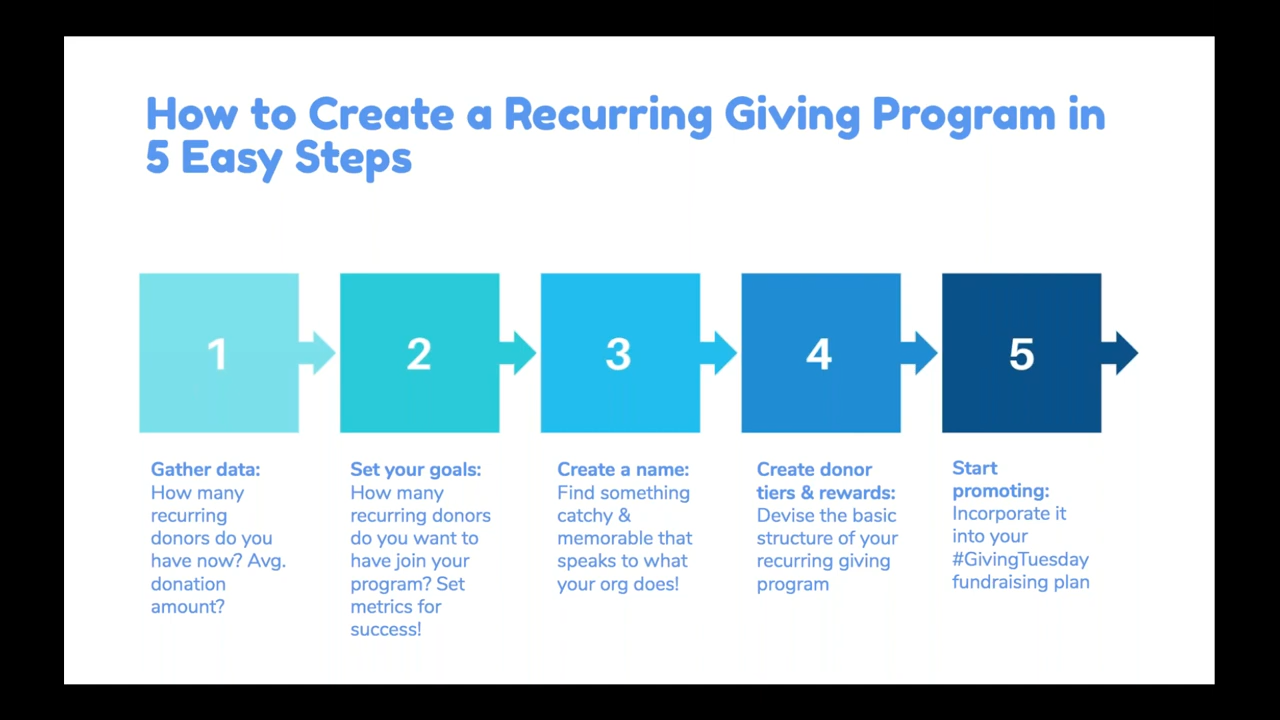 How to Create a Recurring Giving Program in
5 Easy Steps
1
2
3
4
5
Gather data:
How many
recurring
donors do you
have now? Avg.
donation
amount?
Set your goals:
How many
recurring donors
do you want to
have join your
program? Set
metrics for
success!
Create a name:
Find something
catchy &
memorable that
speaks to what
your org does!
Create donor
tiers & rewards:
Devise the basic
structure of your
recurring giving
program
Start
promoting:
Incorporate it
into your
#GivingTuesday
fundraising plan